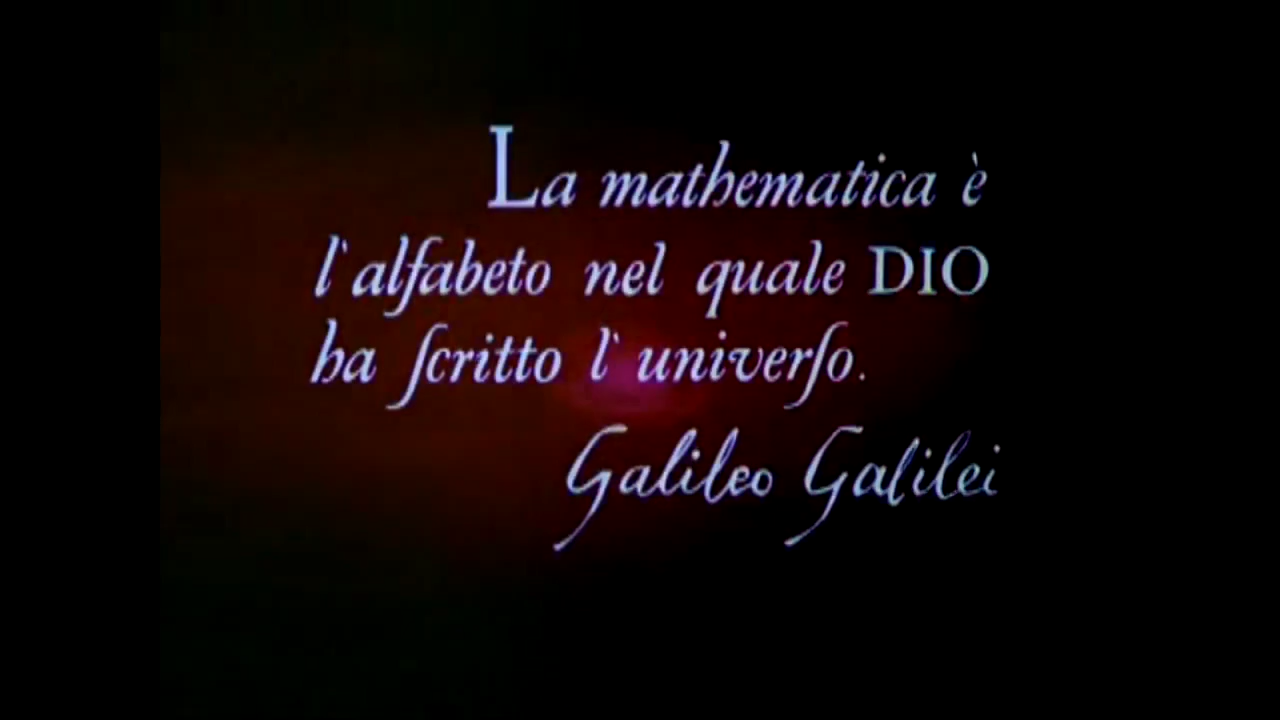 La mathematica è
l'alfabeto nel quale DIO
ha ſcritto l' univerſo.
Galileo Galilei